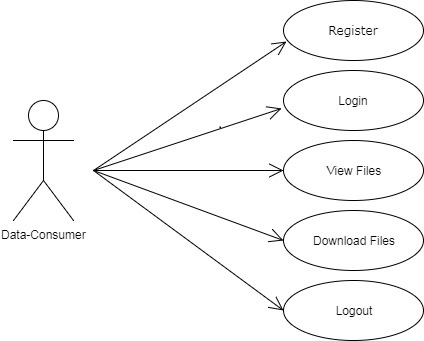 Register
Login
View Files
Data-Consumer
Download Files
Logout